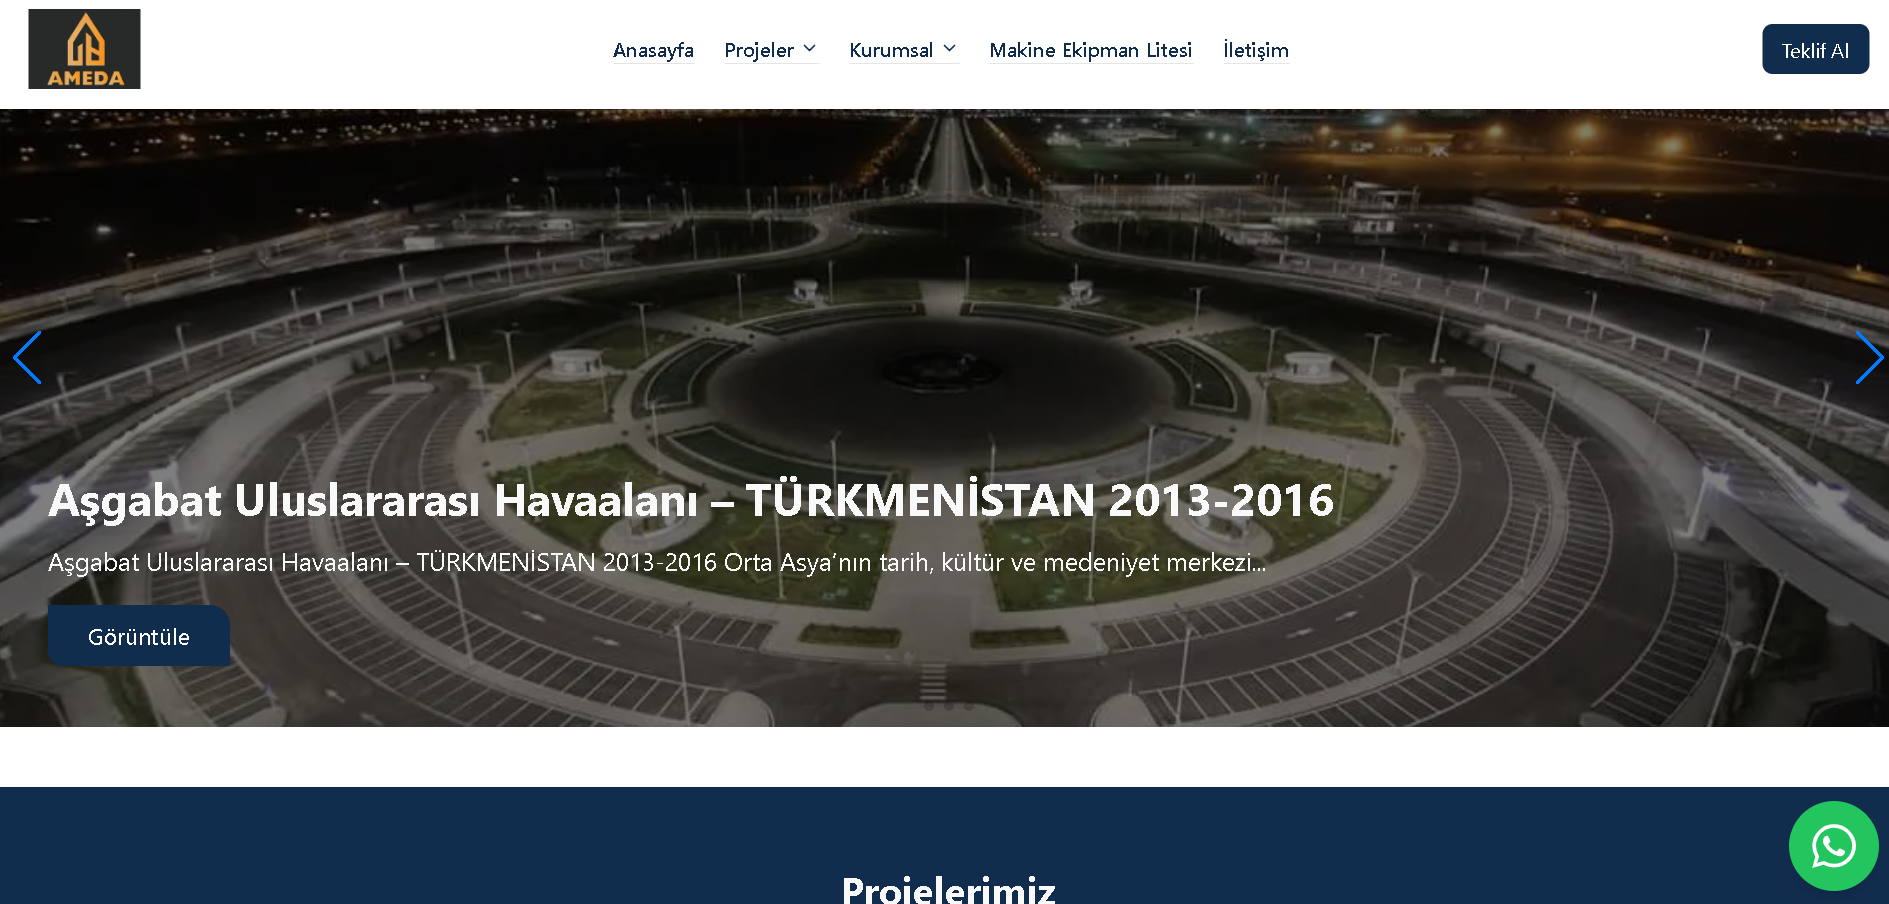 AMEDA
Anasayfa
Projeler
Kurumsal
Makine Ekipman Litesi
İletişim
Teklif Al
Aşgabat Uluslararası Havaalanı – TÜRKMENİSTAN 2013-2016
Aşgabat Uluslararası Havaalanı – TÜRKMENİSTAN 2013-2016 Orta Asya’nın tarih, kültür ve medeniyet merkezi...
Görüntüle
Projelerimiz